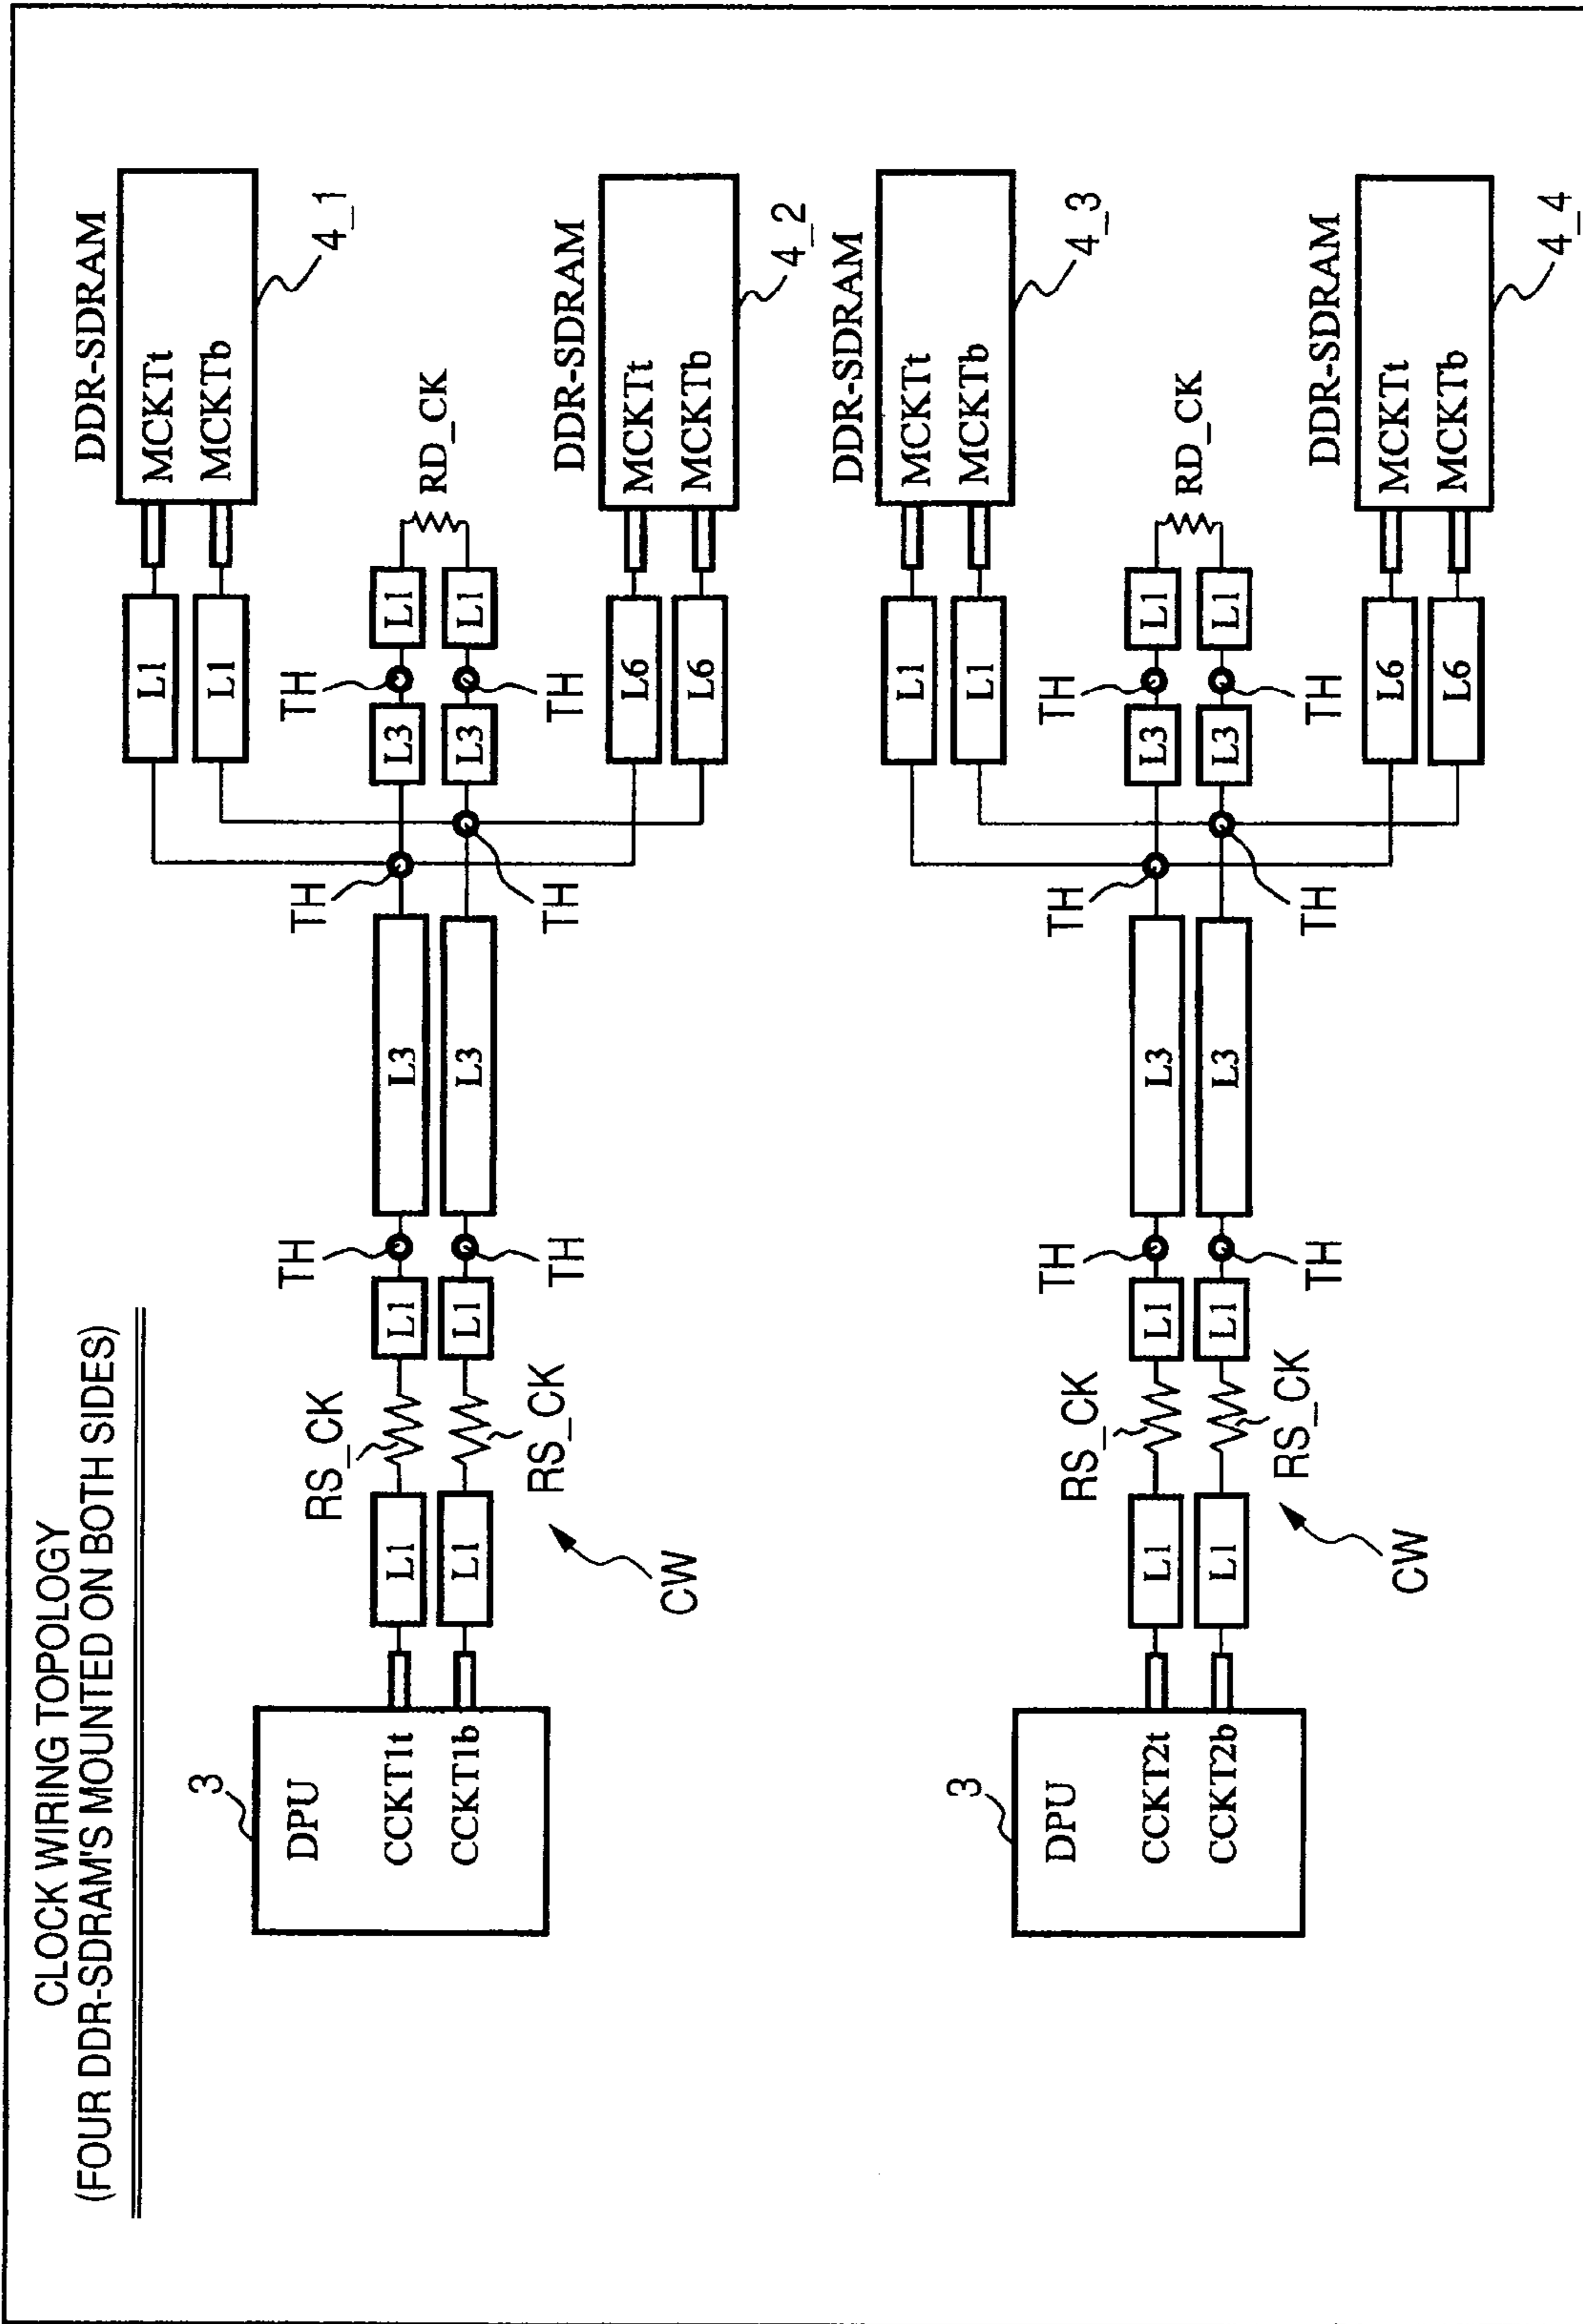 CLOCK WIRING TOPOLOGY
(FOUR DDR-SDRAM'S MOUNTED ON BOTH SIDES)
DDR-SDRAM
MCKTt
MCKTb
4_1
L1
L1
3
DPU
CCKT1t
CCKT1b
L1
L1
RS_CK
RS_CK
L1
L1
TH
TH
L3
L3
TH
TH
L3
L3
TH
TH
L1
L1
RD_CK
CW
DDR-SDRAM
MCKTt
MCKTb
4_2
L6
L6
DDR-SDRAM
MCKTt
MCKTb
4_3
L1
L1
3
DPU
CCKT2t
CCKT2b
L1
L1
RS_CK
RS_CK
L1
L1
TH
TH
L3
L3
TH
TH
L3
L3
TH
TH
L1
L1
RD_CK
CW
DDR-SDRAM
MCKTt
MCKTb
4_4
L6
L6